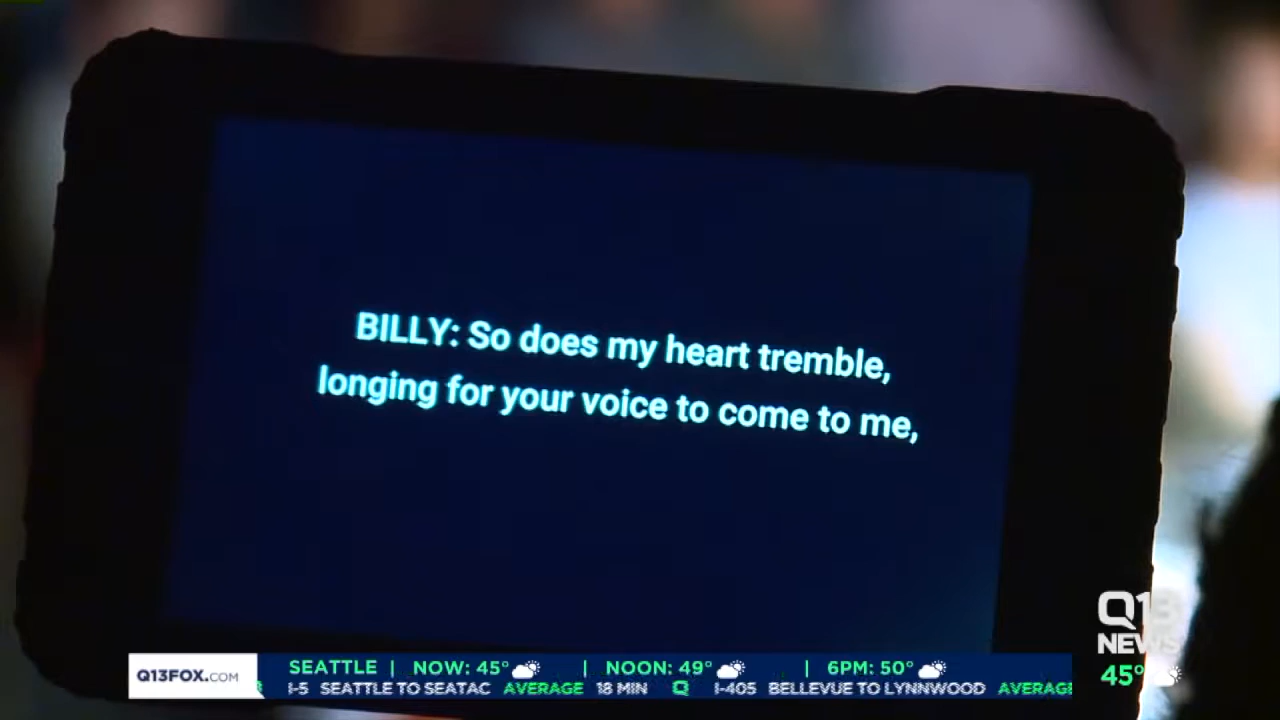 BILLY: So does my heart tremble,
longing for your voice to come to me,
Q13
NEWS
45°
Q13FOX.COM
SEATTLE | NOW: 45° | NOON: 49° | 6PM: 50°
I-5 SEATTLE TO SEATAC AVERAGE 18 MIN Q I-405 BELLEVUE TO LYNNWOOD AVERAGE